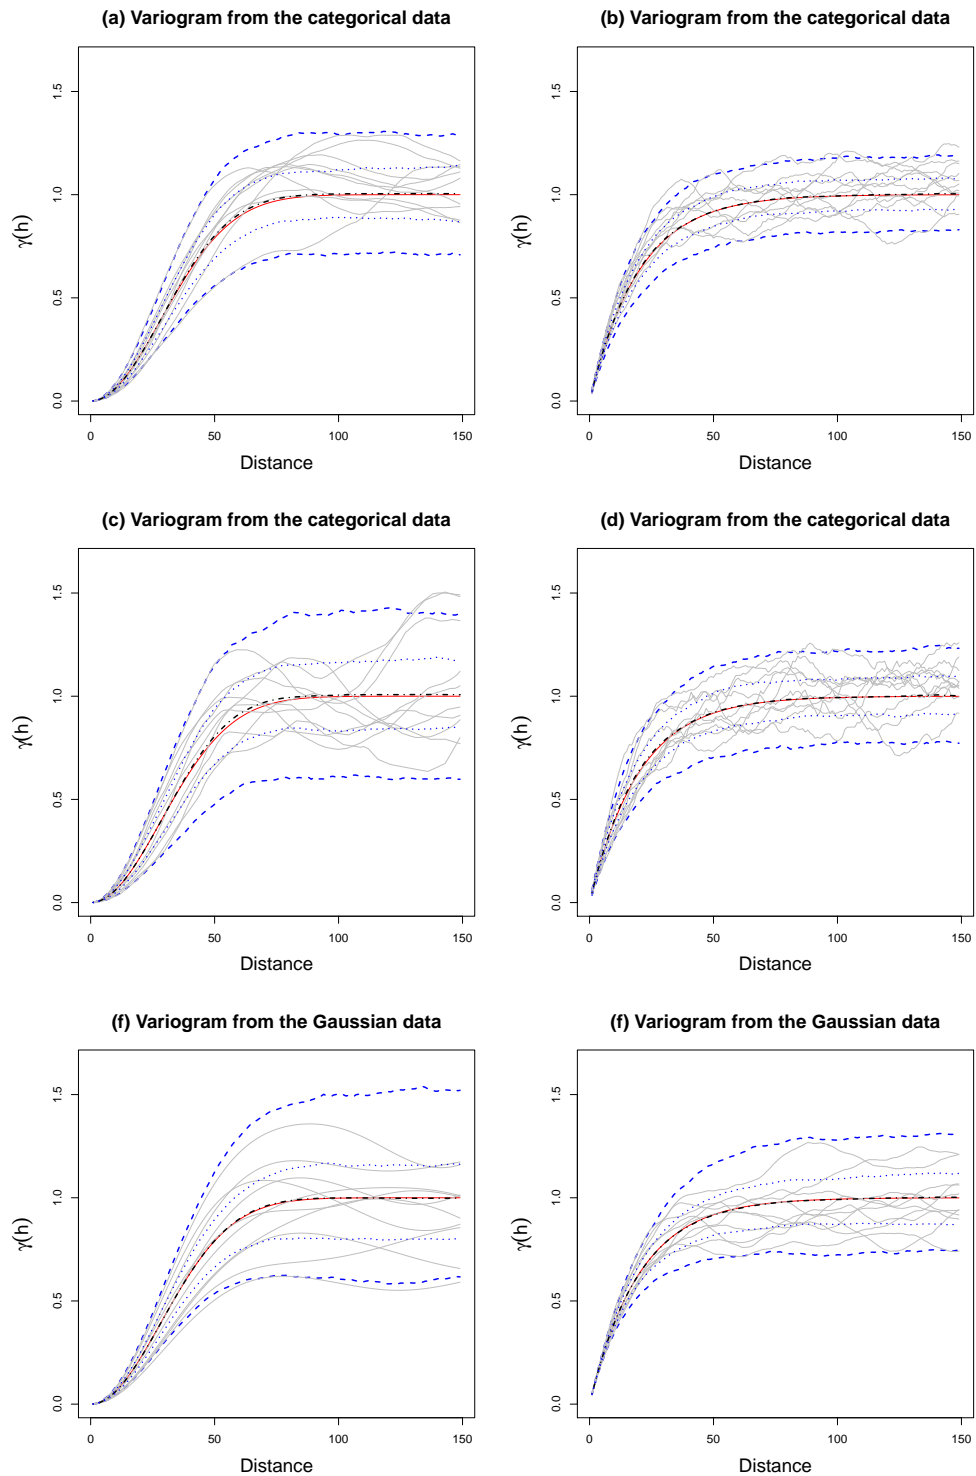 (a) Variogram from the categorical data
γ(h)
1.5
1.0
0.5
0.0
0 50 100 150
Distance
(b) Variogram from the categorical data
γ(h)
1.5
1.0
0.5
0.0
0 50 100 150
Distance
(c) Variogram from the categorical data
γ(h)
1.5
1.0
0.5
0.0
0 50 100 150
Distance
(d) Variogram from the categorical data
γ(h)
1.5
1.0
0.5
0.0
0 50 100 150
Distance
(f) Variogram from the Gaussian data
γ(h)
1.5
1.0
0.5
0.0
0 50 100 150
Distance
(f) Variogram from the Gaussian data
γ(h)
1.5
1.0
0.5
0.0
0 50 100 150
Distance